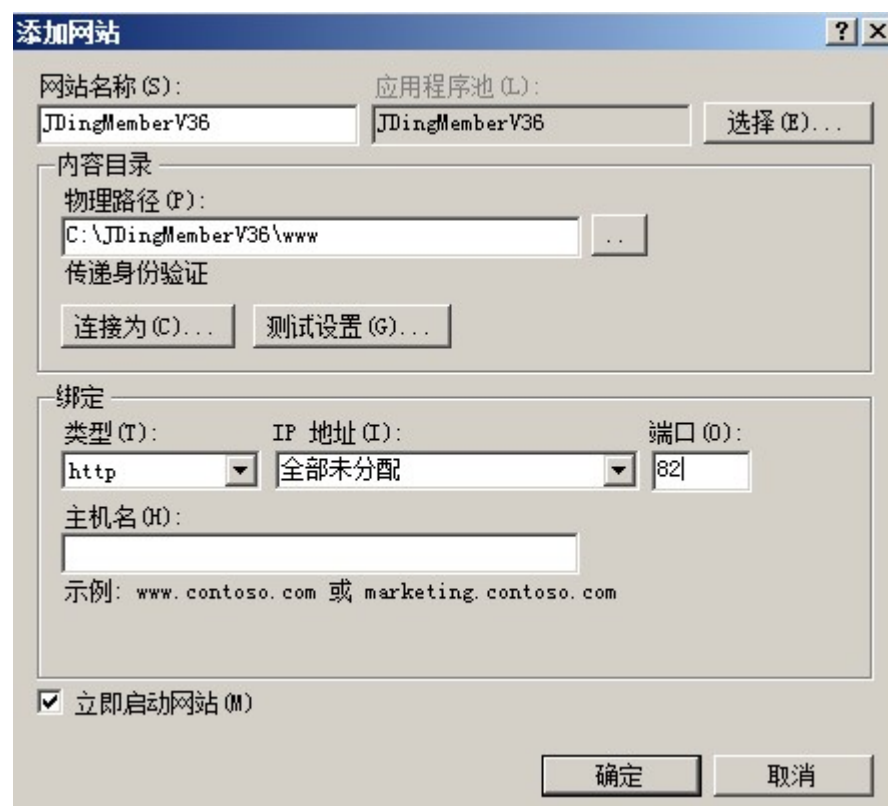 添加网站
网站名称(S):
应用程序池(L):
JDingMemberV36
JDingMemberV36
选择(E)...
内容目录
物理路径(P):
C:\JDingMemberV36\www
..
传递身份验证
连接为(C)...
测试设置(G)...
绑定
类型(T):
IP 地址(I):
端口(O):
http
全部未分配
82
主机名(H):
示例: www.contoso.com 或 marketing.contoso.com
立即启动网站(M)
确定
取消